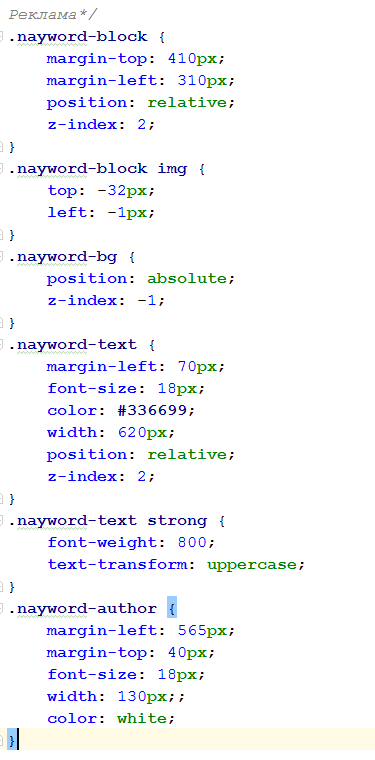 Реклама*/
.nayword-block {
margin-top: 410px;
margin-left: 310px;
position: relative;
z-index: 2;
}
.nayword-block img {
top: -32px;
left: -1px;
}
.nayword-bg {
position: absolute;
z-index: -1;
}
.nayword-text {
margin-left: 70px;
font-size: 18px;
color: #336699;
width: 620px;
position: relative;
z-index: 2;
}
.nayword-text strong {
font-weight: 800;
text-transform: uppercase;
}
.nayword-author {
margin-left: 565px;
margin-top: 40px;
font-size: 18px;
width: 130px;;
color: white;
}